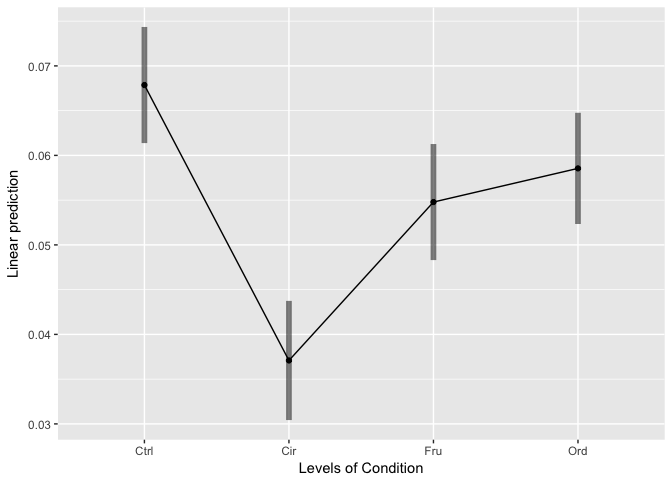 0.07
0.06
0.05
0.04
0.03
Linear prediction
Ctrl Cir Fru Ord
Levels of Condition